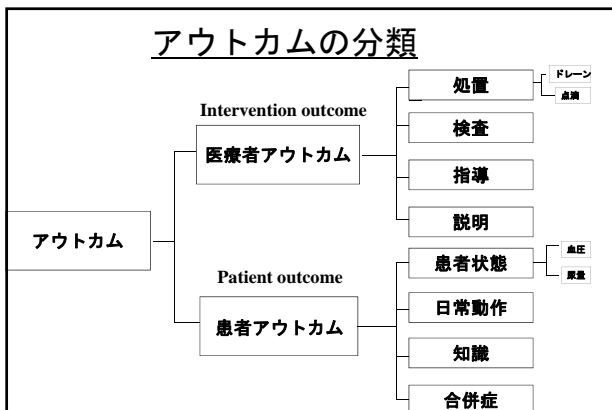 アウトカムの分類
Intervention outcome
医療者アウトカム
処置
ドレーン
点滴
検査
指導
説明
アウトカム
Patient outcome
患者アウトカム
患者状態
血圧
尿量
日常動作
知識
合併症